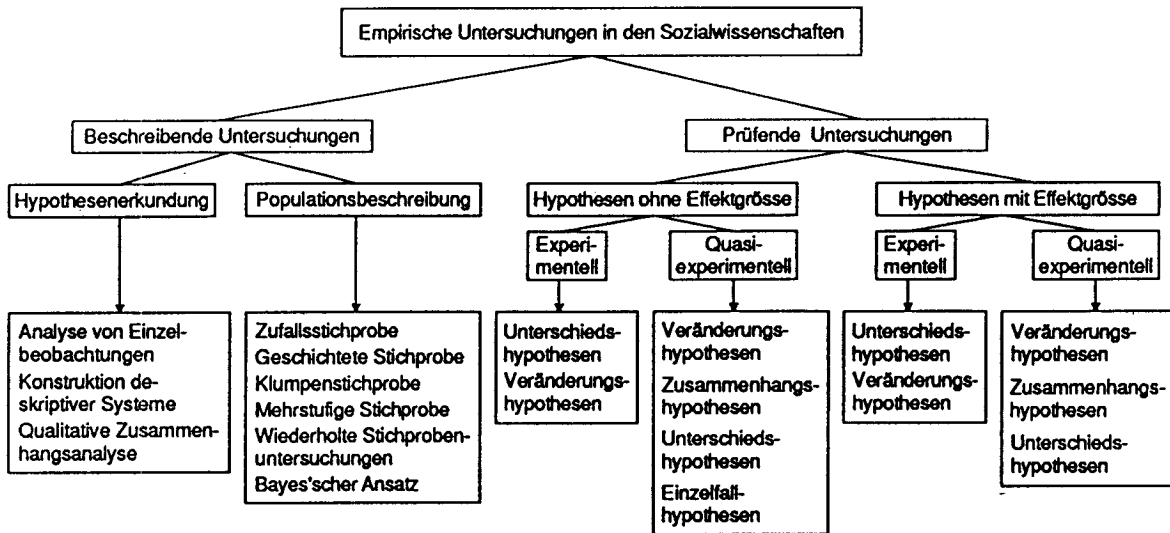 Empirische Untersuchungen in den Sozialwissenschaften
Beschreibende Untersuchungen
Prüfende Untersuchungen
Hypothesenerkundung
Populationsbeschreibung
Hypothesen ohne Effektgrösse
Hypothesen mit Effektgrösse
Experi-
mentell
Quasi-
experimentell
Experi-
mentell
Quasi-
experimentell
Analyse von Einzel-
beobachtungen
Konstruktion de-
skriptiver Systeme
Qualitative Zusammen-
hangsanalyse
Zufallsstichprobe
Geschichtete Stichprobe
Klumpenstichprobe
Mehrstufige Stichprobe
Wiederholte Stichproben-
untersuchungen
Bayes'scher Ansatz
Unterschieds-
hypothesen
Veränderungs-
hypothesen
Veränderungs-
hypothesen
Zusammenhangs-
hypothesen
Unterschieds-
hypothesen
Einzelfall-
hypothesen
Unterschieds-
hypothesen
Veränderungs-
hypothesen
Veränderungs-
hypothesen
Zusammenhangs-
hypothesen
Unterschieds-
hypothesen